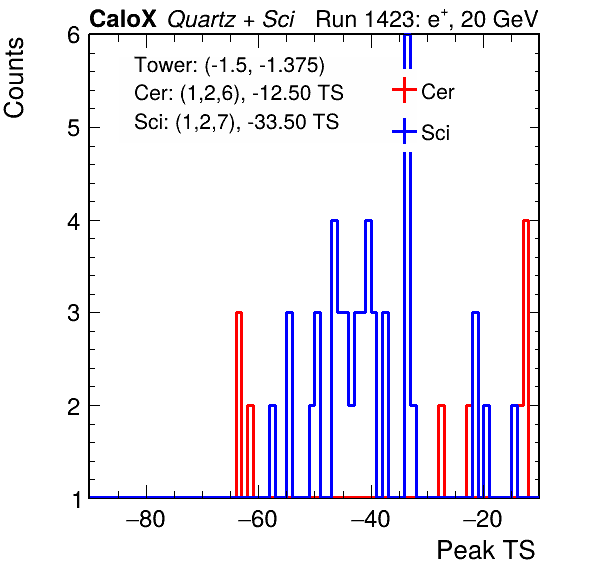 CaloX Quartz + Sci Run 1423: e⁺, 20 GeV
Counts
6
5
4
3
2
1
Tower: (-1.5, -1.375)
Cer: (1,2,6), -12.50 TS
Sci: (1,2,7), -33.50 TS
Cer
Sci
−80 −60 −40 −20
Peak TS